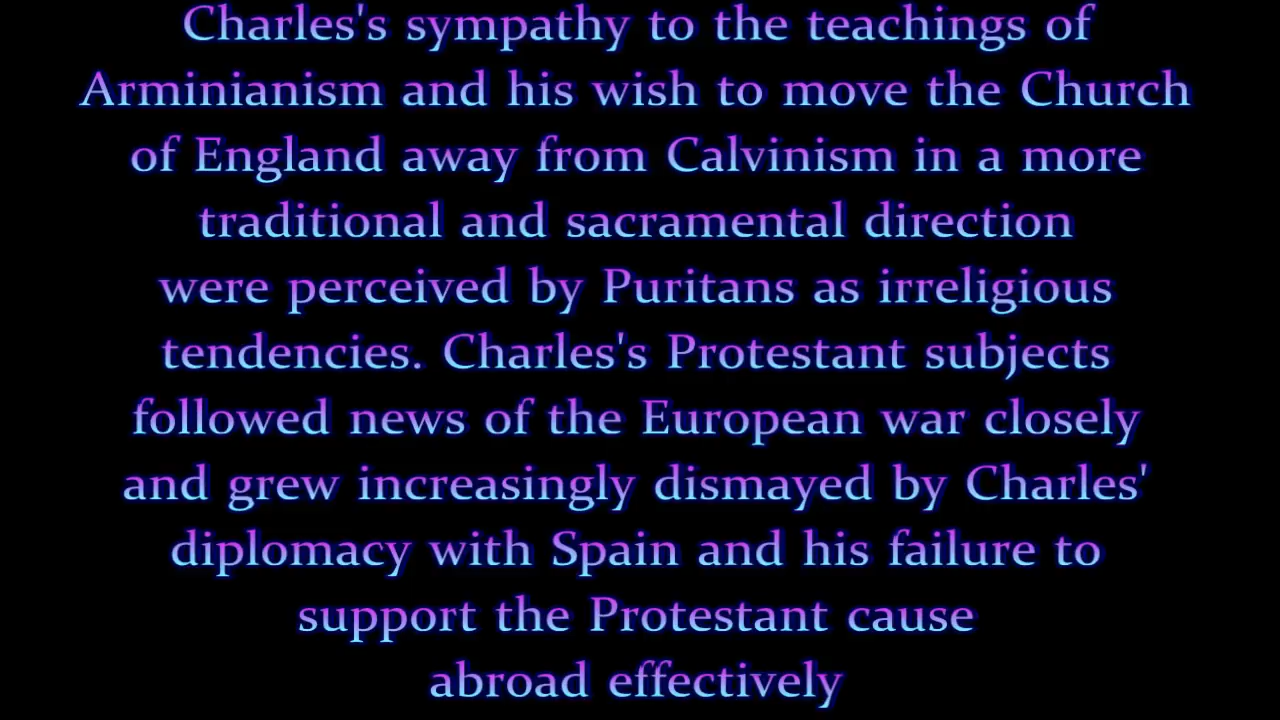 Charles's sympathy to the teachings of
Arminianism and his wish to move the Church
of England away from Calvinism in a more
traditional and sacramental direction
were perceived by Puritans as irreligious
tendencies. Charles's Protestant subjects
followed news of the European war closely
and grew increasingly dismayed by Charles'
diplomacy with Spain and his failure to
support the Protestant cause
abroad effectively